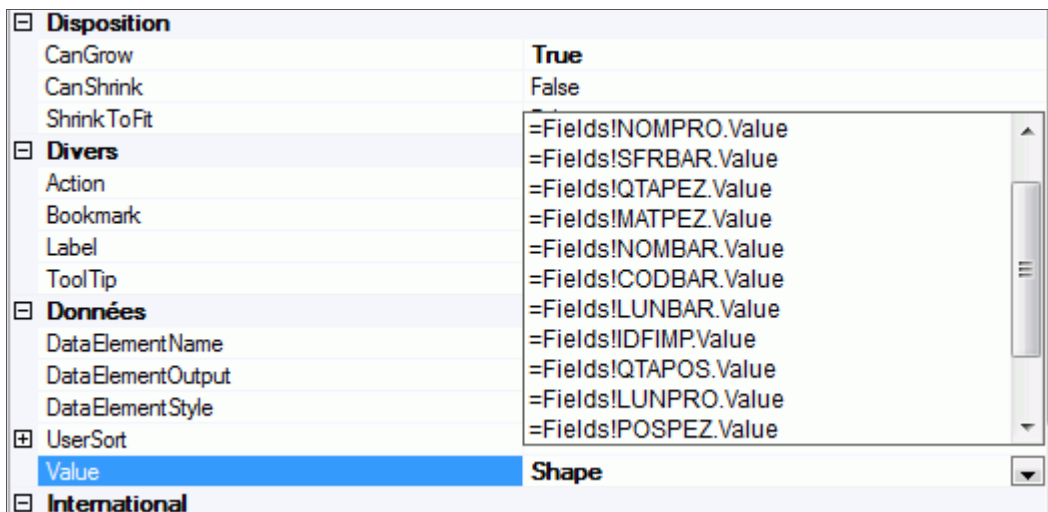 Disposition
CanGrow True
CanShrink False
ShrinkToFit
=Fields!NOMPRO.Value
Divers
=Fields!SFRBAR.Value
Action
=Fields!QTAPEZ.Value
Bookmark
=Fields!MATPEZ.Value
Label
=Fields!NOMBAR.Value
ToolTip
=Fields!CODBAR.Value
Données
=Fields!LUNBAR.Value
DataElementName
=Fields!IDFIMP.Value
DataElementOutput
=Fields!QTAPOS.Value
DataElementStyle
=Fields!LUNPRO.Value
UserSort
=Fields!POSPEZ.Value
Value Shape
International